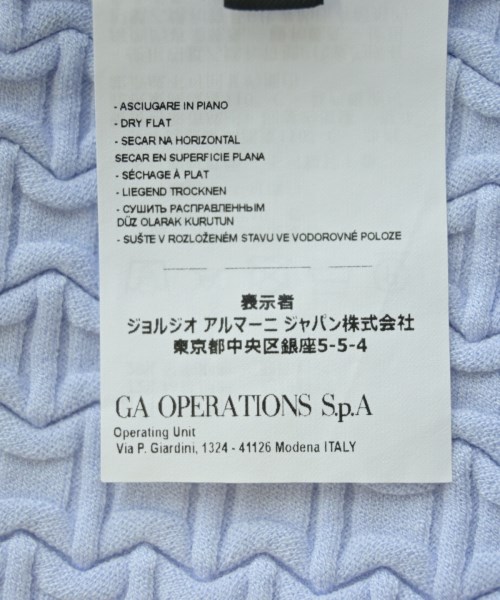 - ASCIUGARE IN PIANO
- DRY FLAT
- SECAR NA HORIZONTAL
SECAR EN SUPERFICIE PLANA
- SÉCHAGE À PLAT
- LIEGEND TROCKNEN
- СУШИТЬ РАСПРАВЛЕННЫМ
DÜZ OLARAK KURUTUN
- SUŠTE V ROZLOŽENÉM STAVU VE VODOROVNÉ POLOZE
表示者
ジョルジオ アルマーニ ジャパン株式会社
東京都中央区銀座5-5-4
GA OPERATIONS S.p.A
Operating Unit
Via P. Giardini, 1324 - 41126 Modena ITALY